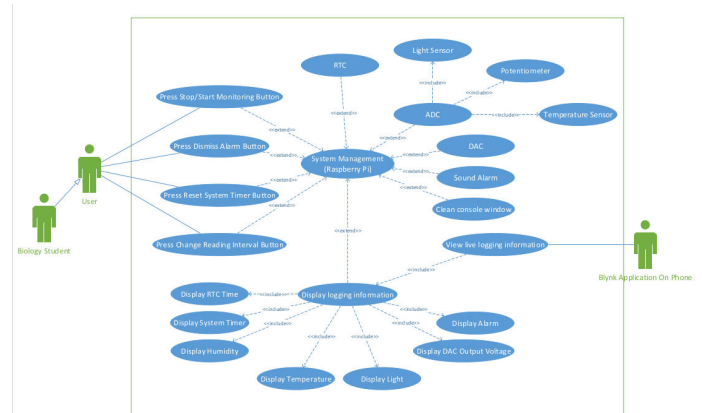 Light Sensor
RTC
Potentiometer
<<include>>
<<include>>
Press Stop/Start Monitoring Button
<<extend>>
ADC
<<include>>
Temperature Sensor
<<extend>>
<<extend>>
Press Dismiss Alarm Button
<<extend>>
DAC
<<extend>>
User
System Management
(Raspberry Pi)
<<extend>>
Sound Alarm
Press Reset System Timer Button
<<extend>>
<<extend>>
Clean console window
<<extend>>
Biology Student
Press Change Reading Interval Button
<<extend>>
View live logging information
Blynk Application On Phone
<<include>>
Display RTC Time
<<include>>
Display logging information
Display System Timer
<<include>>
<<include>>
Display Alarm
Display Humidity
<<include>>
<<include>>
<<include>>
<<include>>
Display DAC Output Voltage
Display Temperature
Display Light